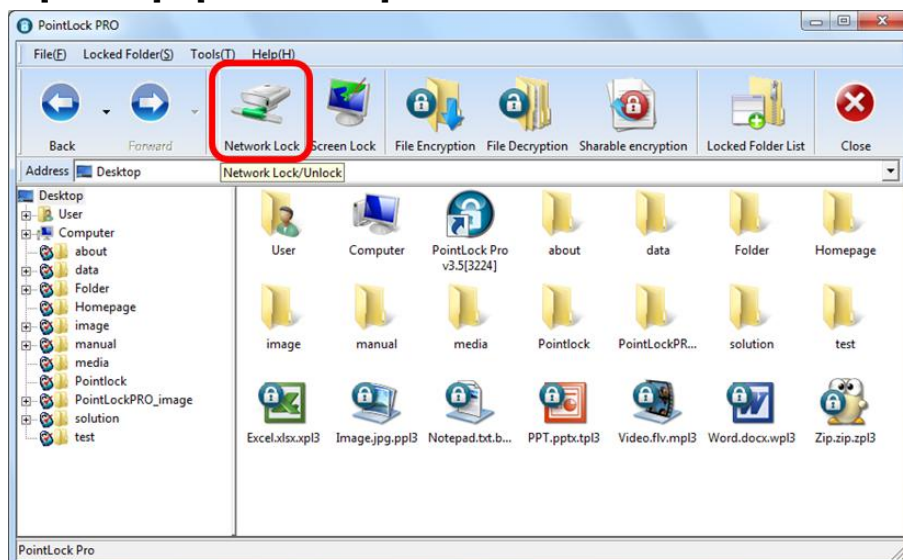 PointLock PRO
File(F) Locked Folder(S) Tools(T) Help(H)
Back Forward Network Lock Screen Lock File Encryption File Decryption Sharable encryption Locked Folder List Close
Address Desktop
Network Lock/Unlock
Desktop
User
Computer
about
data
Folder
Homepage
image
manual
media
Pointlock
PointLockPRO_image
solution
test
User Computer PointLock Pro v3.5[3224] about data Folder Homepage
image manual media Pointlock PointLockPR... solution test
Excel.xlsx.xpl3 Image.jpg.ppl3 Notepad.txt.b... PPT.pptx.tpl3 Video.flv.mpl3 Word.docx.wpl3 Zip.zip.zpl3
PointLock Pro